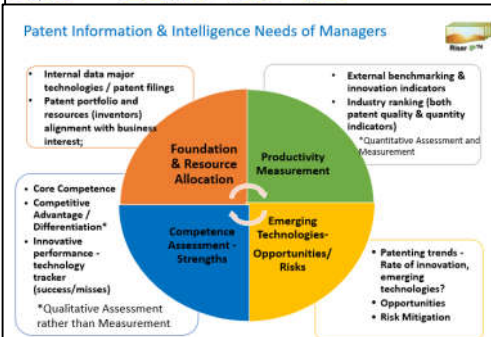 Patent Information & Intelligence Needs of Managers
Riser ip™
• Internal data major
technologies / patent filings
• Patent portfolio and
resources (inventors)
alignment with business
interest;
• External benchmarking &
innovation indicators
• Industry ranking (both
patent quality & quantity
indicators)
*Quantitative Assessment and
Measurement
Foundation
& Resource
Allocation
Productivity
Measurement
• Core Competence
• Competitive
Advantage /
Differentiation*
• Innovative
performance -
technology
tracker
(success/misses)
*Qualitative Assessment
rather than Measurement
Competence
Assessment -
Strengths
Emerging
Technologies-
Opportunities/
Risks
• Patenting trends -
Rate of innovation,
emerging
technologies?
• Opportunities
• Risk Mitigation